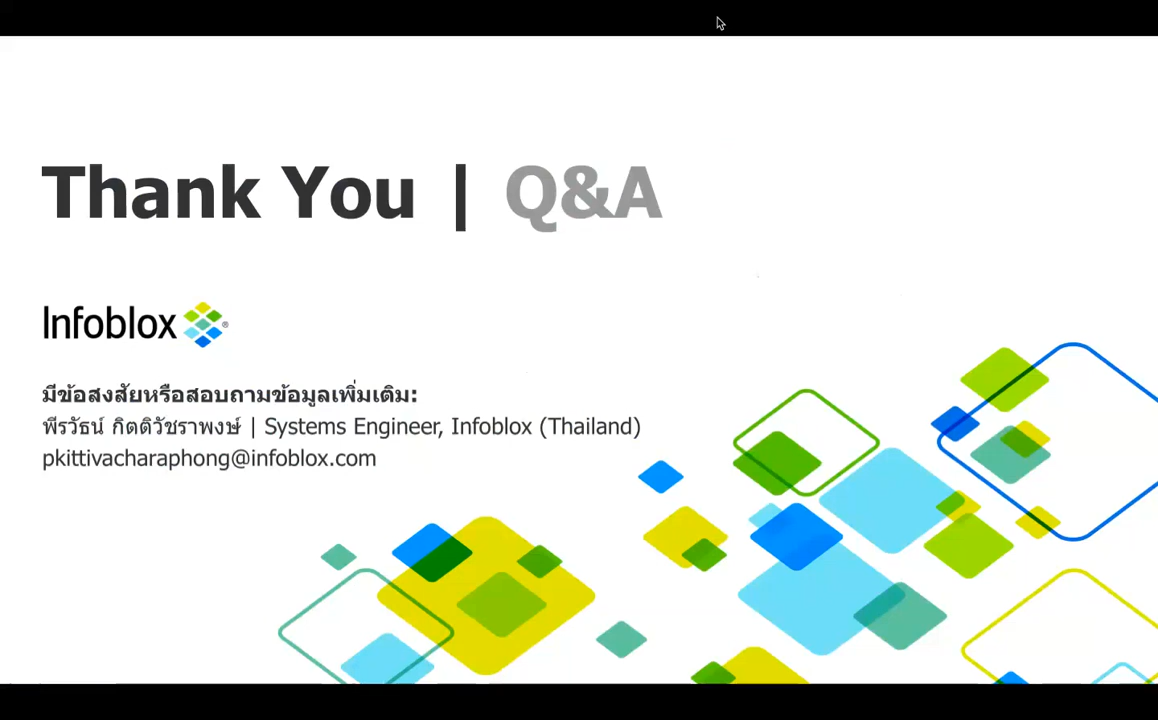 Thank You | Q&A
Infoblox®
มีข้อสงสัยหรือสอบถามข้อมูลเพิ่มเติม:
พีรวัธน์ กิตติวัชราพงษ์ | Systems Engineer, Infoblox (Thailand)
pkittivacharaphong@infoblox.com